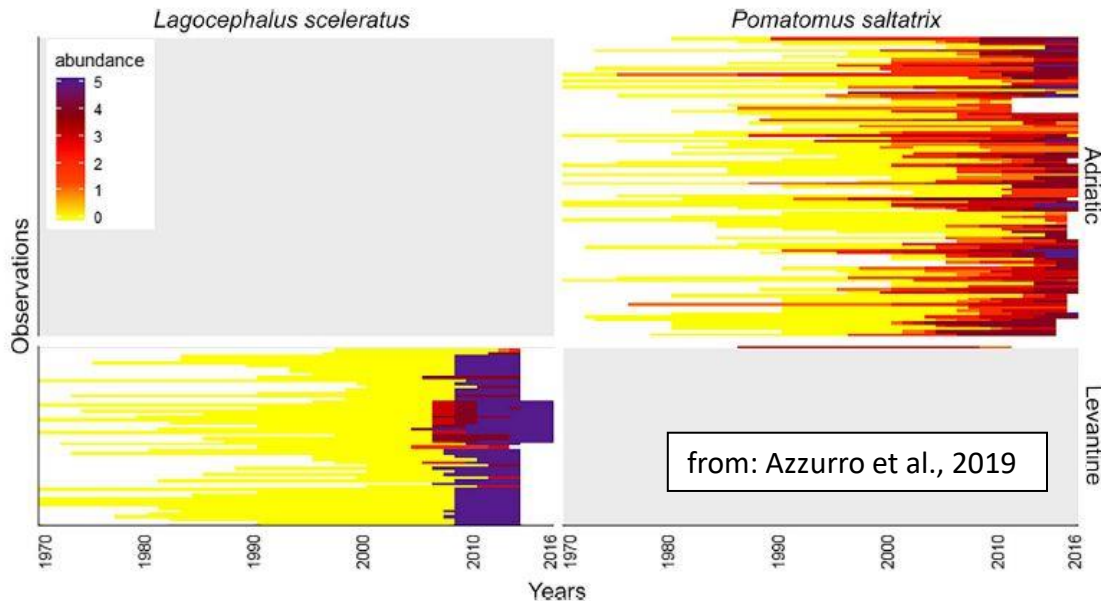 Lagocephalus sceleratus
Pomatomus saltatrix
abundance
5
4
3
2
1
0
Observations
Adriatic
Levantine
from: Azzurro et al., 2019
1970
1980
1990
2000
2010
2016
1970
1980
1990
2000
2010
2016
Years